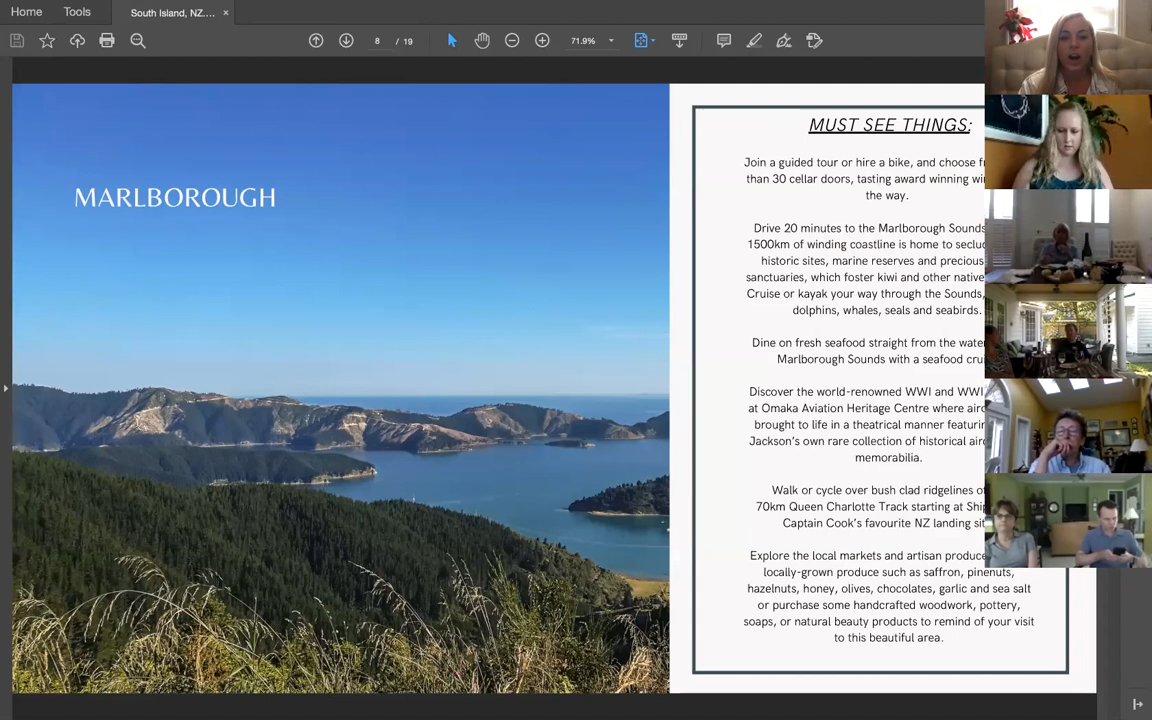 Home
Tools
South Island, NZ....
×
8 / 19
71.9%
MARLBOROUGH
MUST SEE THINGS:
Join a guided tour or hire a bike, and choose
than 30 cellar doors, tasting award winning
the way.
Drive 20 minutes to the Marlborough Sounds
1500km of winding coastline is home to
historic sites, marine reserves and precious
sanctuaries, which foster kiwi and other native
Cruise or kayak your way through the Sounds,
dolphins, whales, seals and seabirds.
Dine on fresh seafood straight from the
Marlborough Sounds with a seafood
Discover the world-renowned WWI and WWI
at Omaka Aviation Heritage Centre where
brought to life in a theatrical manner
Jackson's own rare collection of historical
memorabilia.
Walk or cycle over bush clad ridgelines
70km Queen Charlotte Track starting at
Captain Cook's favourite NZ landing
Explore the local markets and artisan produce
locally-grown produce such as saffron, pinenuts,
hazelnuts, honey, olives, chocolates, garlic and sea salt
or purchase some handcrafted woodwork, pottery,
soaps, or natural beauty products to remind of your visit
to this beautiful area.